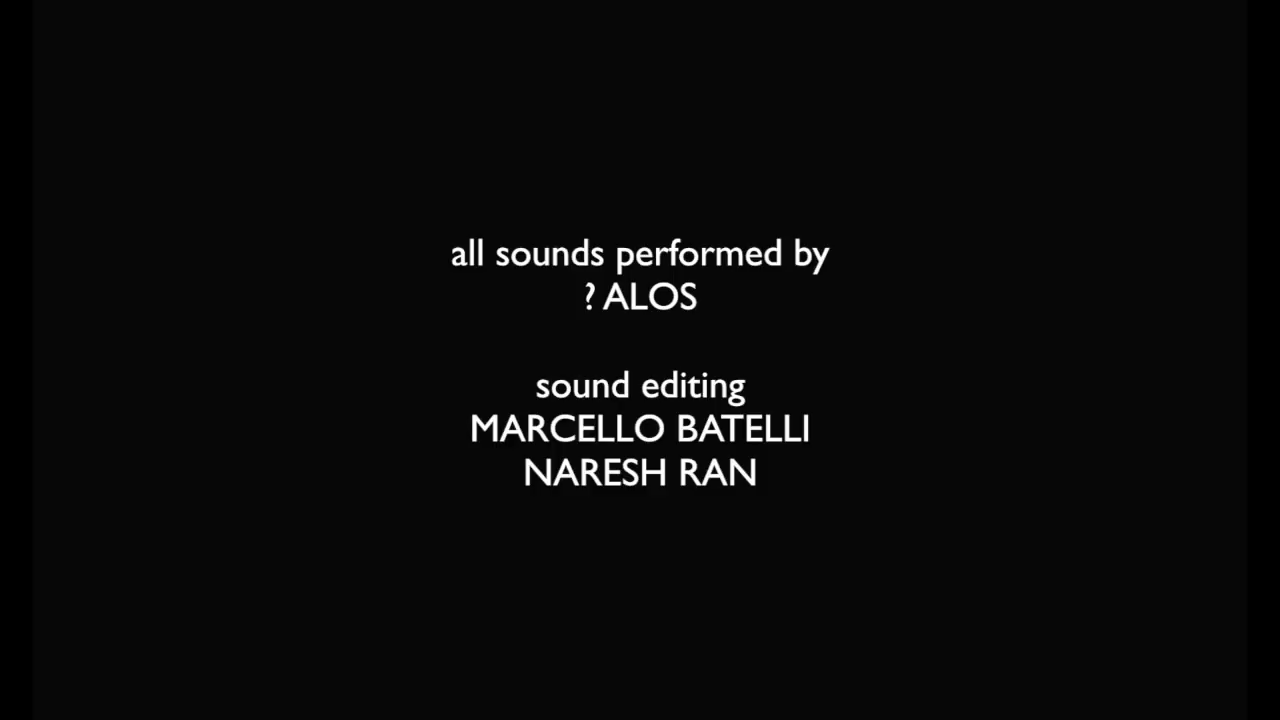 all sounds performed by
? ALOS
sound editing
MARCELLO BATELLI
NARESH RAN